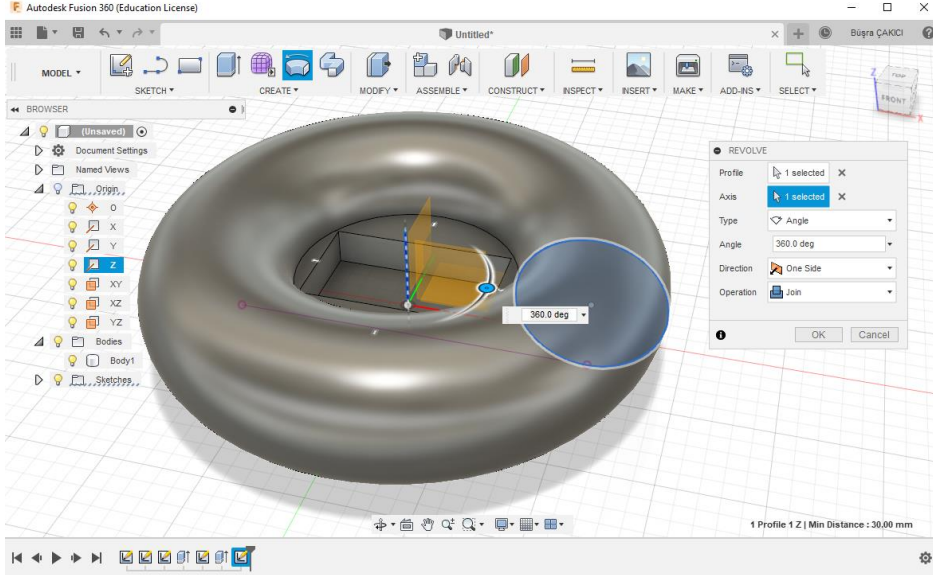 Autodesk Fusion 360 (Education License)
Untitled*
Büşra ÇAKICI
MODEL
SKETCH
CREATE
MODIFY
ASSEMBLE
CONSTRUCT
INSPECT
INSERT
MAKE
ADD-INS
SELECT
Z
TOP
FRONT
X
BROWSER
(Unsaved)
Document Settings
Named Views
Origin
O
X
Y
Z
XY
XZ
YZ
Bodies
Body1
Sketches
REVOLVE
Profile 1 selected
Axis 1 selected
Type Angle
Angle 360.0 deg
Direction One Side
Operation Join
OK Cancel
360.0 deg
1 Profile 1 Z | Min Distance : 30.00 mm